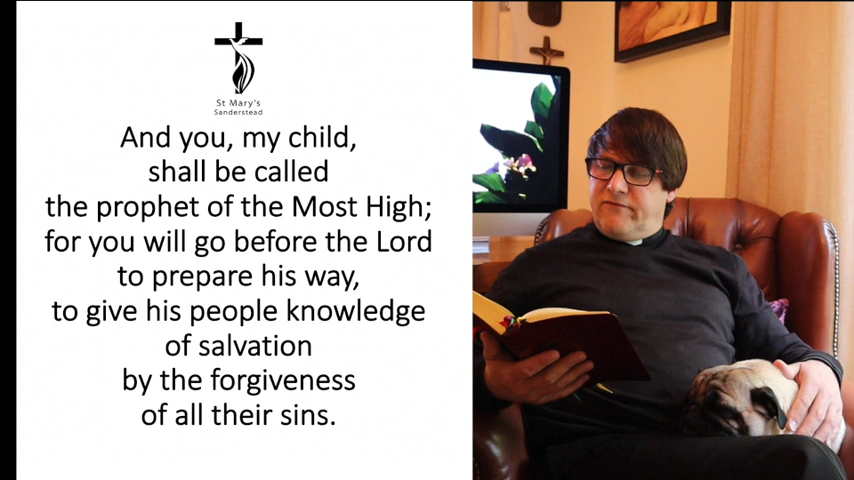 St Mary's
Sanderstead
And you, my child,
shall be called
the prophet of the Most High;
for you will go before the Lord
to prepare his way,
to give his people knowledge
of salvation
by the forgiveness
of all their sins.